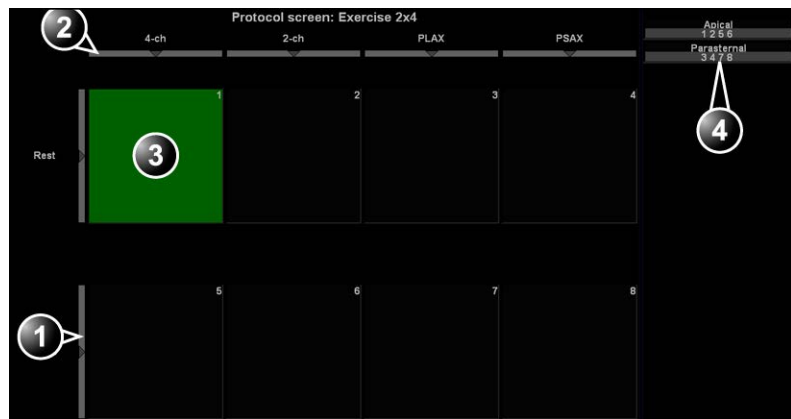 Protocol screen: Exercise 2x4
2
4-ch 2-ch PLAX PSAX
Apical
1 2 5 6
Parasternal
3 4 7 8
4
1 2 3 4
Rest
3
5 6 7 8
1